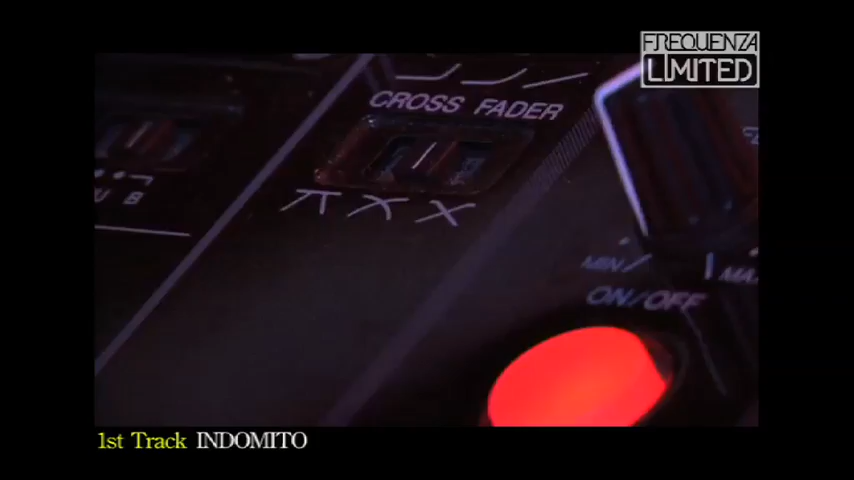 FREQUENZA
LIMITED
CROSS FADER
B
MIN
ON/OFF
1st Track INDOMITO